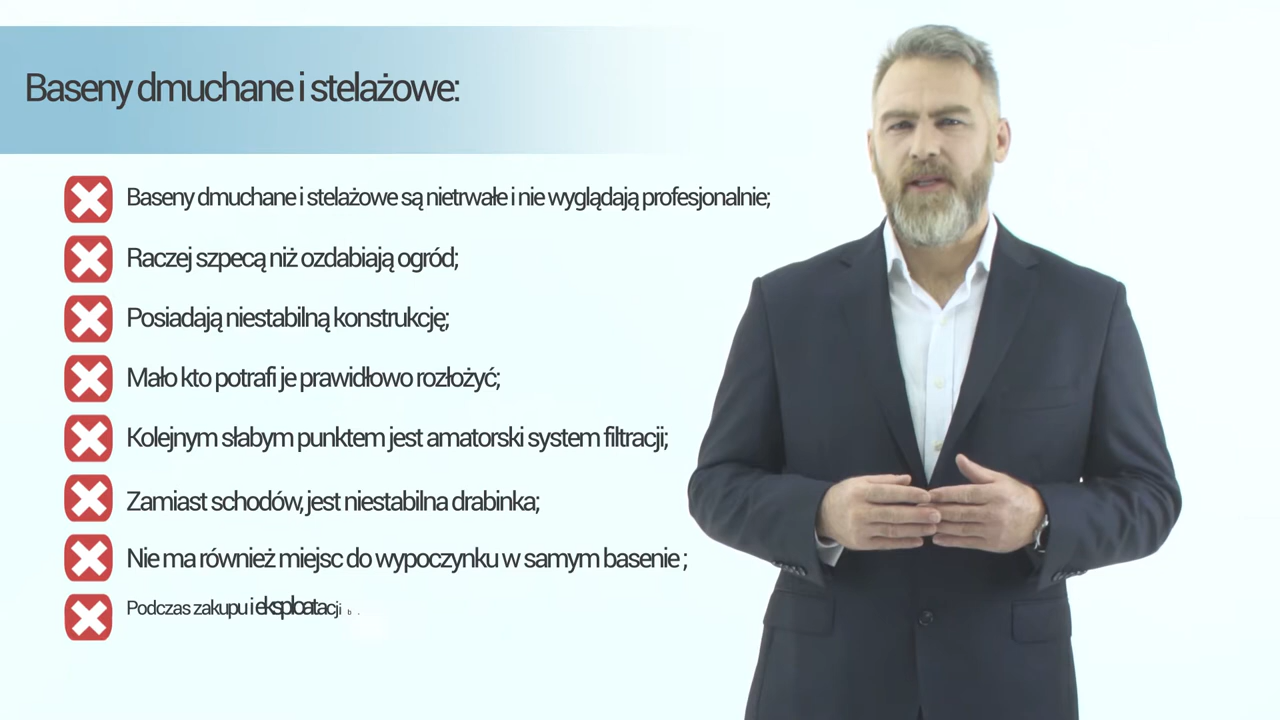 Baseny dmuchane i stelażowe:
Baseny dmuchane i stelażowe są nietrwałe i nie wyglądają profesjonalnie;
Raczej szpecą niż ozdabiają ogród;
Posiadają niestabilną konstrukcję;
Mało kto potrafi je prawidłowo rozłożyć;
Kolejnym słabym punktem jest amatorski system filtracji;
Zamiast schodów, jest niestabilna drabinka;
Nie ma również miejsc do wypoczynku w samym basenie ;
Podczas zakupu i eksploatacji